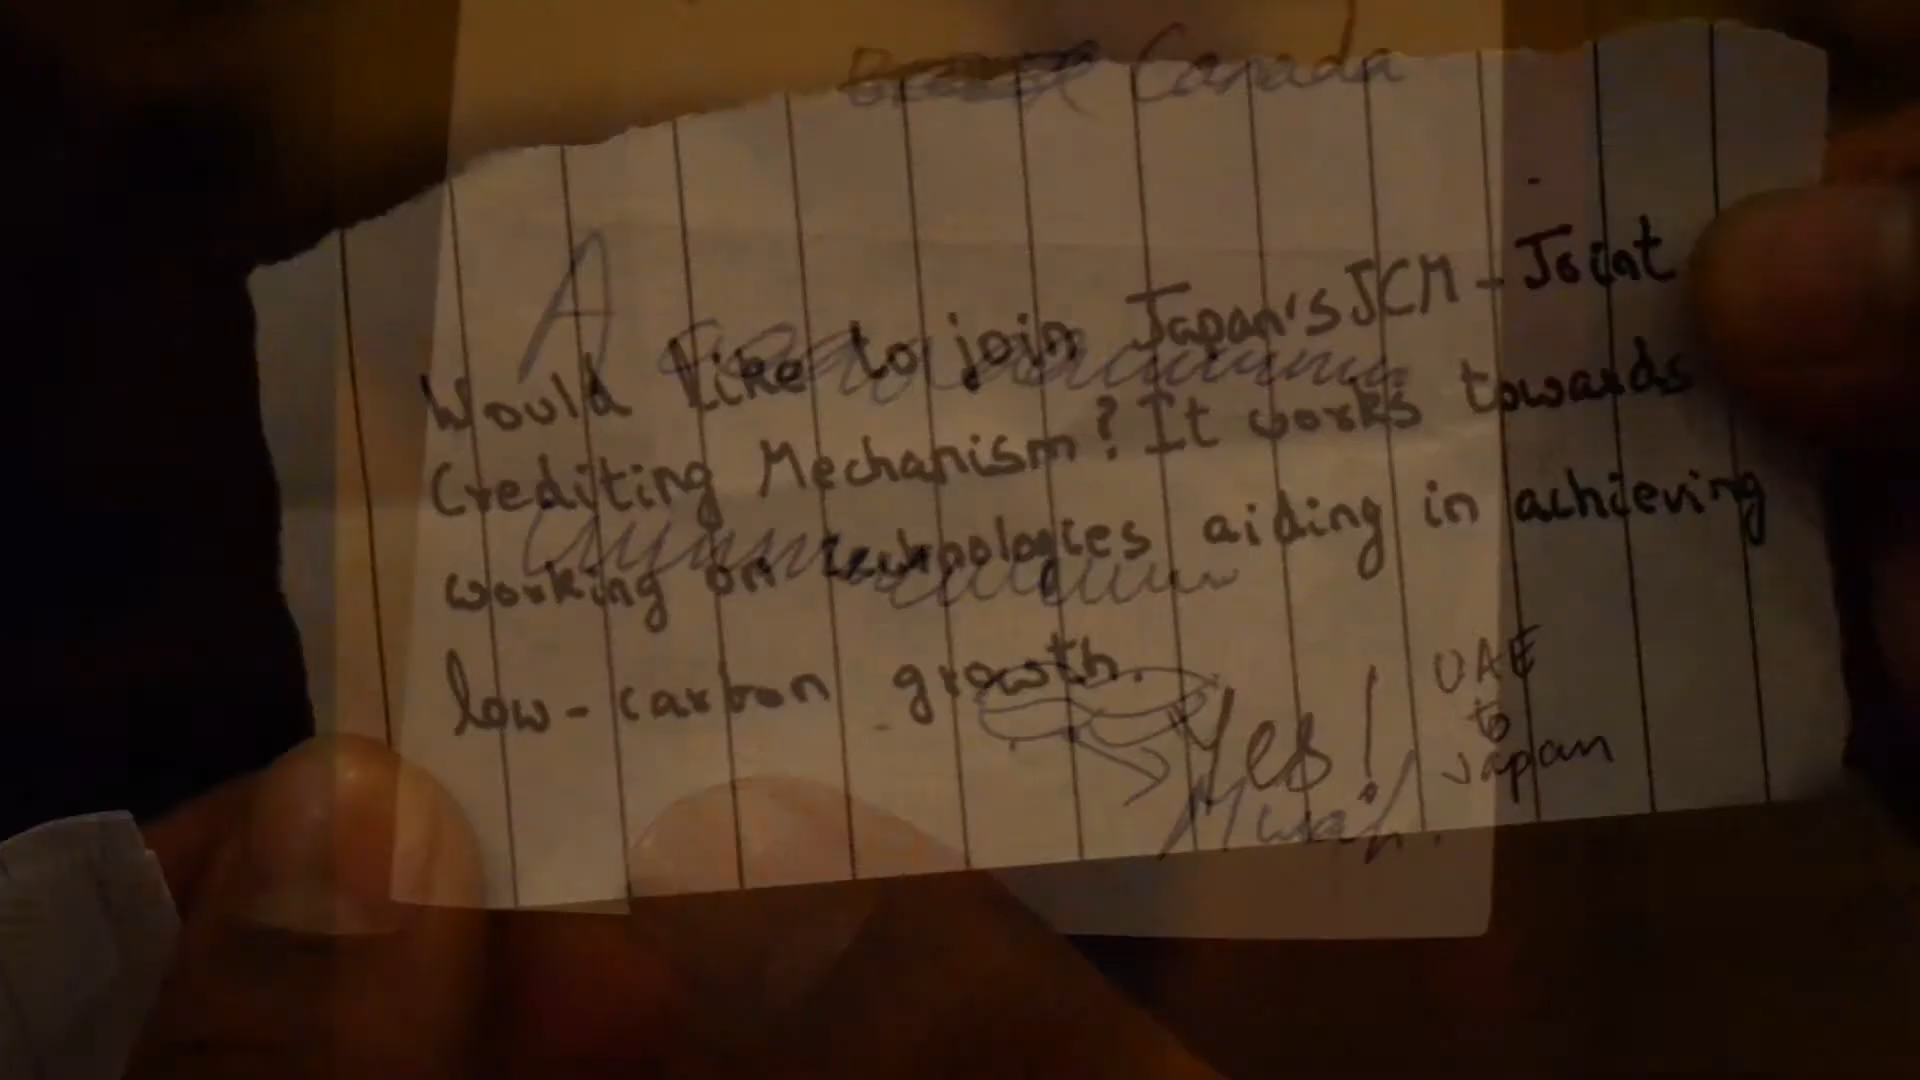 Canada
A
Would like to join Japan's JCM - Joint
Crediting Mechanism? It works towards
working on technologies aiding in achieving
low-carbon growth.
Yes!
UAE
to
Japan
Mwah.